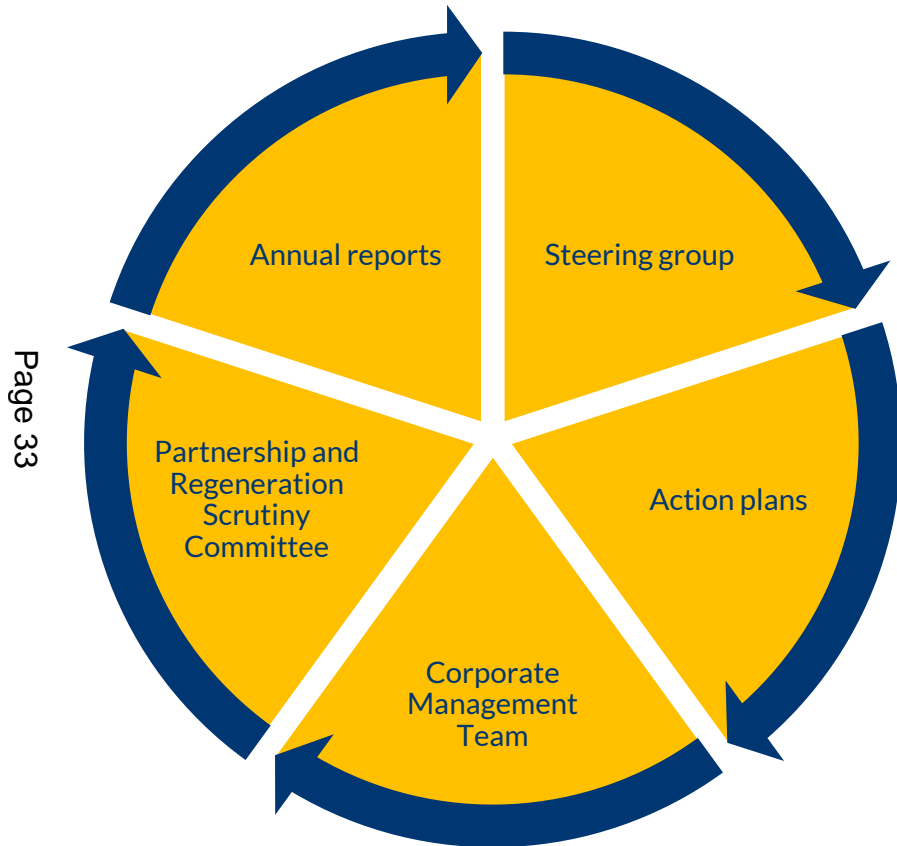 Annual reports
Steering group
Action plans
Corporate
Management
Team
Partnership and
Regeneration
Scrutiny
Committee
Page 33